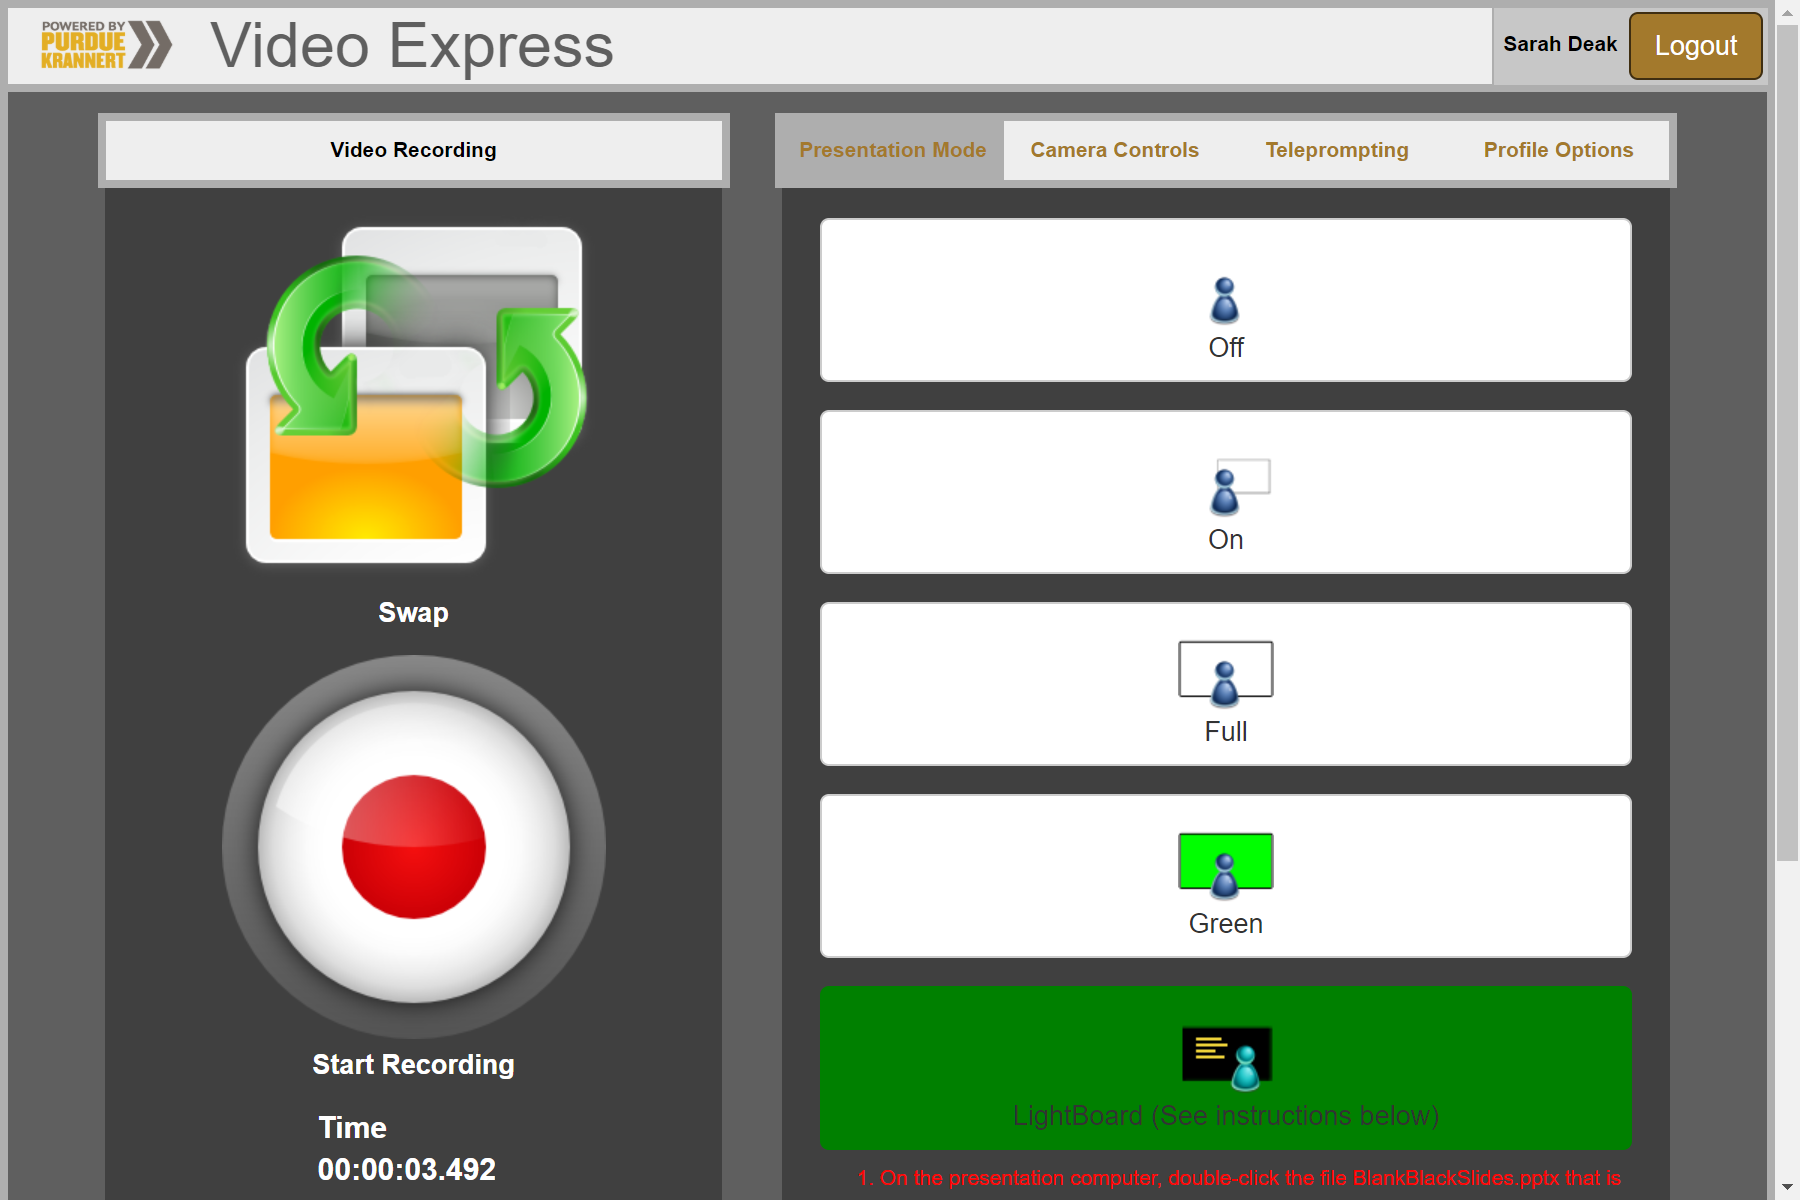 POWERED BY
PURDUE
KRANNERT
Video Express
Sarah Deak
Logout
Video Recording
Swap
Start Recording
Time
00:00:03.492
Presentation Mode
Camera Controls
Teleprompting
Profile Options
Off
On
Full
Green
LightBoard (See instructions below)
1. On the presentation computer, double-click the file BlankBlackSlides.pptx that is